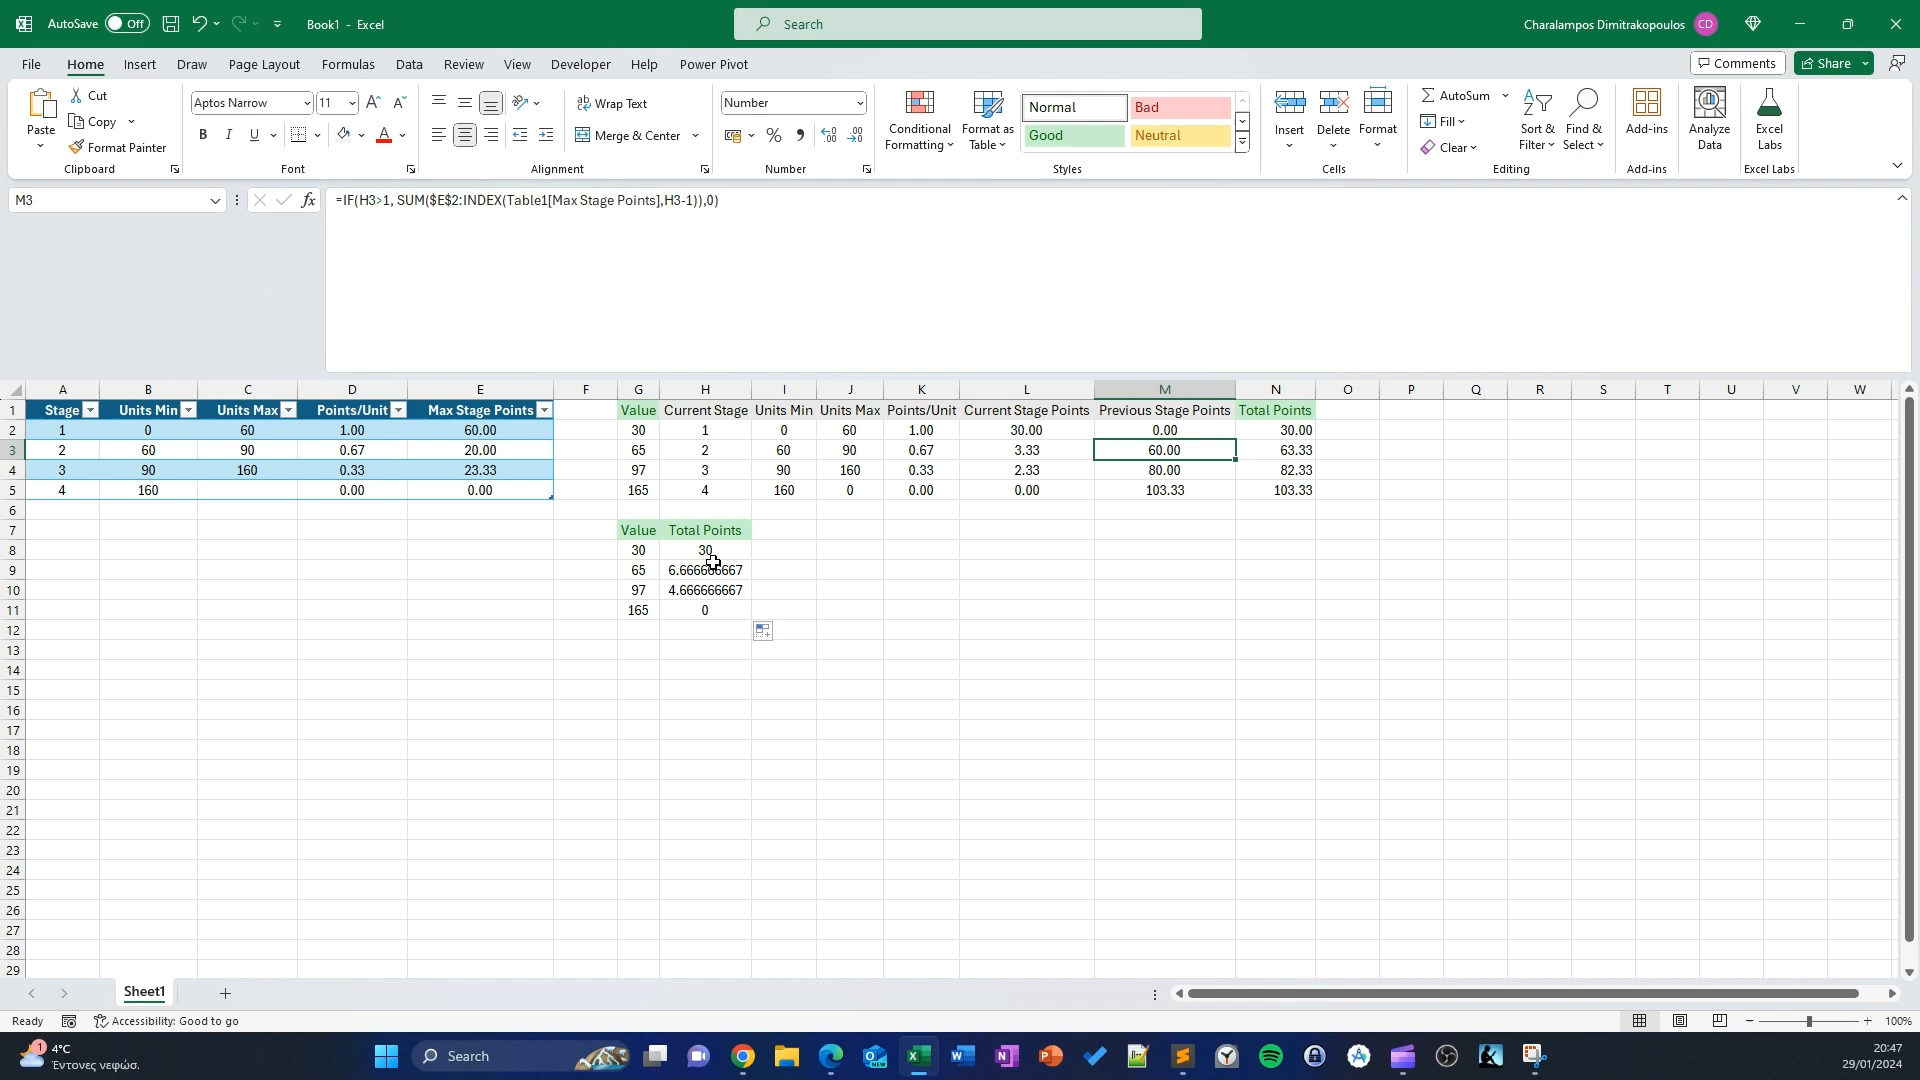 AutoSave Off Book1 - Excel Search Charalampos Dimitrakopoulos CD
File Home Insert Draw Page Layout Formulas Data Review View Developer Help Power Pivot Comments Share
Paste Cut Copy Format Painter Clipboard
Aptos Narrow 11 B I U A Font
Wrap Text Merge & Center Alignment
Number % Number
Conditional Formatting Format as Table Normal Bad Good Neutral Styles
Insert Delete Format Cells
AutoSum Fill Clear Sort & Filter Find & Select Editing
Add-ins Add-ins
Analyze Data Excel Labs Excel Labs
M3 fx =IF(H3>1, SUM($E$2:INDEX(Table1[Max Stage Points],H3-1)),0)
A B C D E F G H I J K L M N O P Q R S T U V W
1 Stage Units Min Units Max Points/Unit Max Stage Points Value Current Stage Units Min Units Max Points/Unit Current Stage Points Previous Stage Points Total Points
2 1 0 60 1.00 60.00 30 1 0 60 1.00 30.00 0.00 30.00
3 2 60 90 0.67 20.00 65 2 60 90 0.67 3.33 60.00 63.33
4 3 90 160 0.33 23.33 97 3 90 160 0.33 2.33 80.00 82.33
5 4 160 0.00 0.00 165 4 160 0 0.00 0.00 103.33 103.33
6
7 Value Total Points
8 30 30
9 65 6.666666667
10 97 4.666666667
11 165 0
12
13
14
15
16
17
18
19
20
21
22
23
24
25
26
27
28
29
Sheet1
Ready Accessibility: Good to go 100%
1 4°C Search 20:47
Έντονες νεφώσ. 29/01/2024